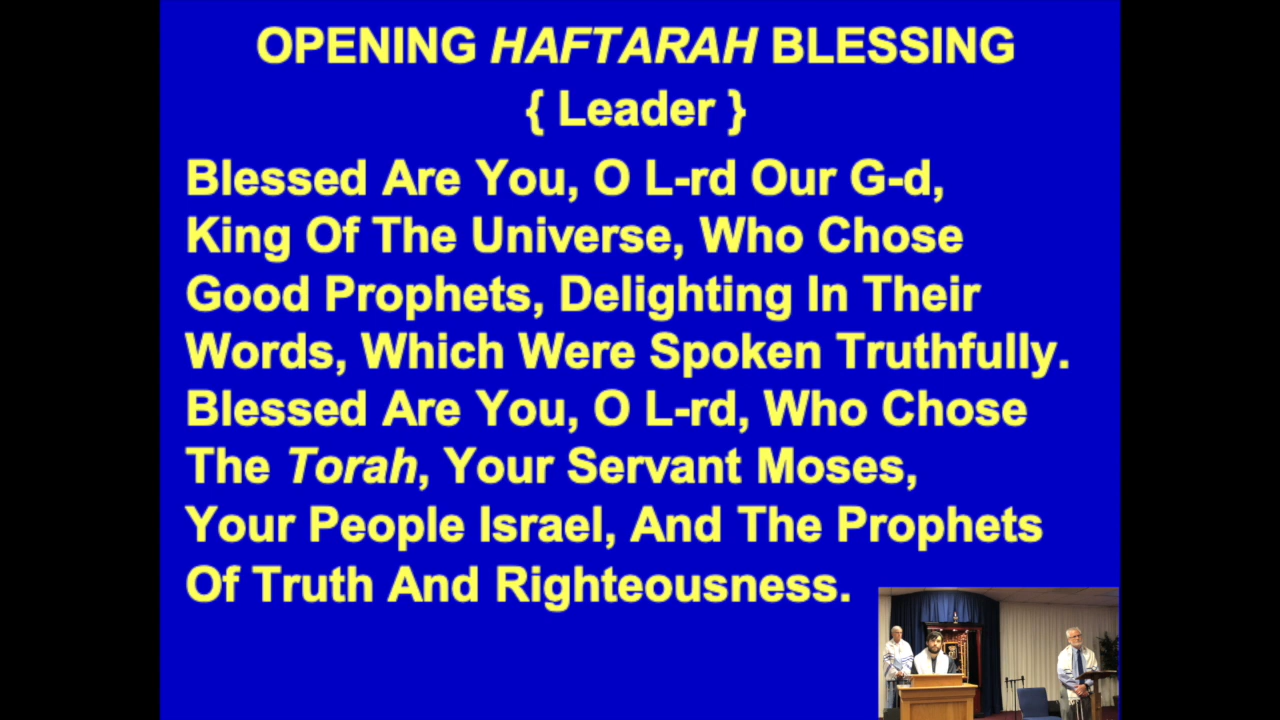 OPENING HAFTARAH BLESSING
{ Leader }
Blessed Are You, O L-rd Our G-d,
King Of The Universe, Who Chose
Good Prophets, Delighting In Their
Words, Which Were Spoken Truthfully.
Blessed Are You, O L-rd, Who Chose
The Torah, Your Servant Moses,
Your People Israel, And The Prophets
Of Truth And Righteousness.